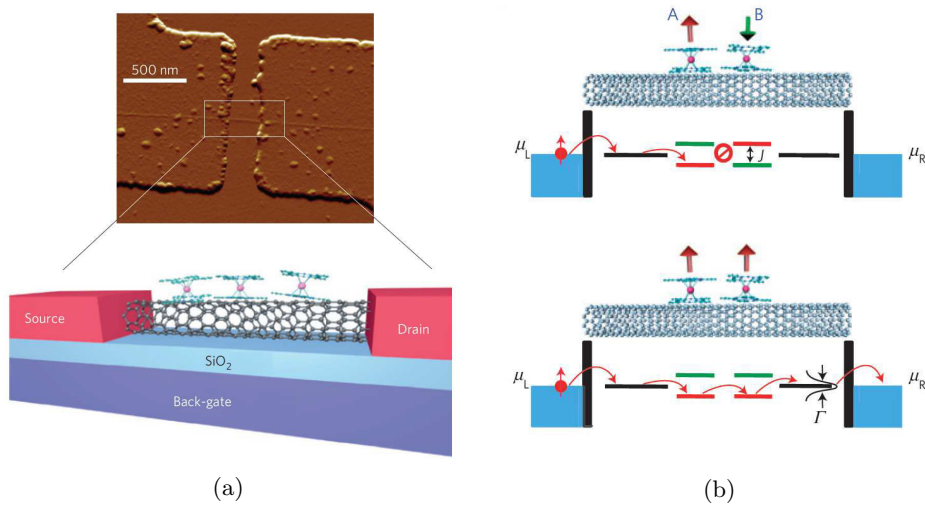 500 nm
Source
Drain
SiO₂
Back-gate
(a)
A B
μL
J
μR
μL
μR
Γ
(b)